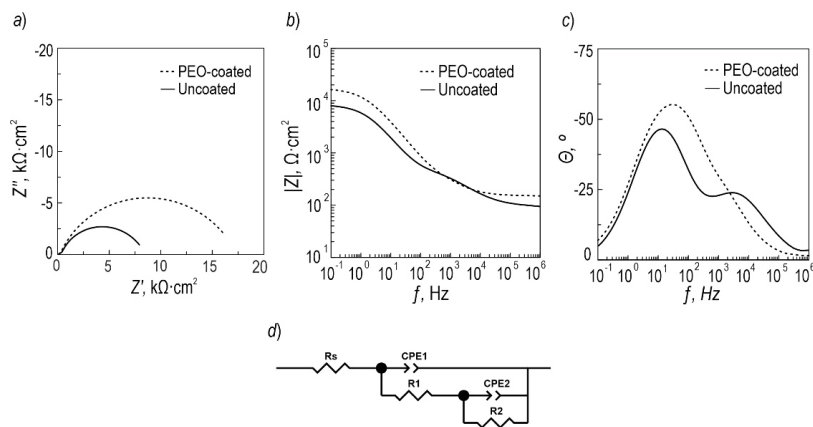 a)
-20
-15
-10
-5
0
Z'', kΩ·cm²
PEO-coated
Uncoated
0 5 10 15 20
Z', kΩ·cm²
b)
10⁵
10⁴
10³
10²
10¹
|Z|, Ω·cm²
PEO-coated
Uncoated
10⁻¹ 10⁰ 10¹ 10² 10³ 10⁴ 10⁵ 10⁶
f, Hz
c)
-75
-50
-25
0
Θ, º
PEO-coated
Uncoated
10⁻¹ 10⁰ 10¹ 10² 10³ 10⁴ 10⁵ 10⁶
f, Hz
d)
Rs
CPE1
R1
CPE2
R2